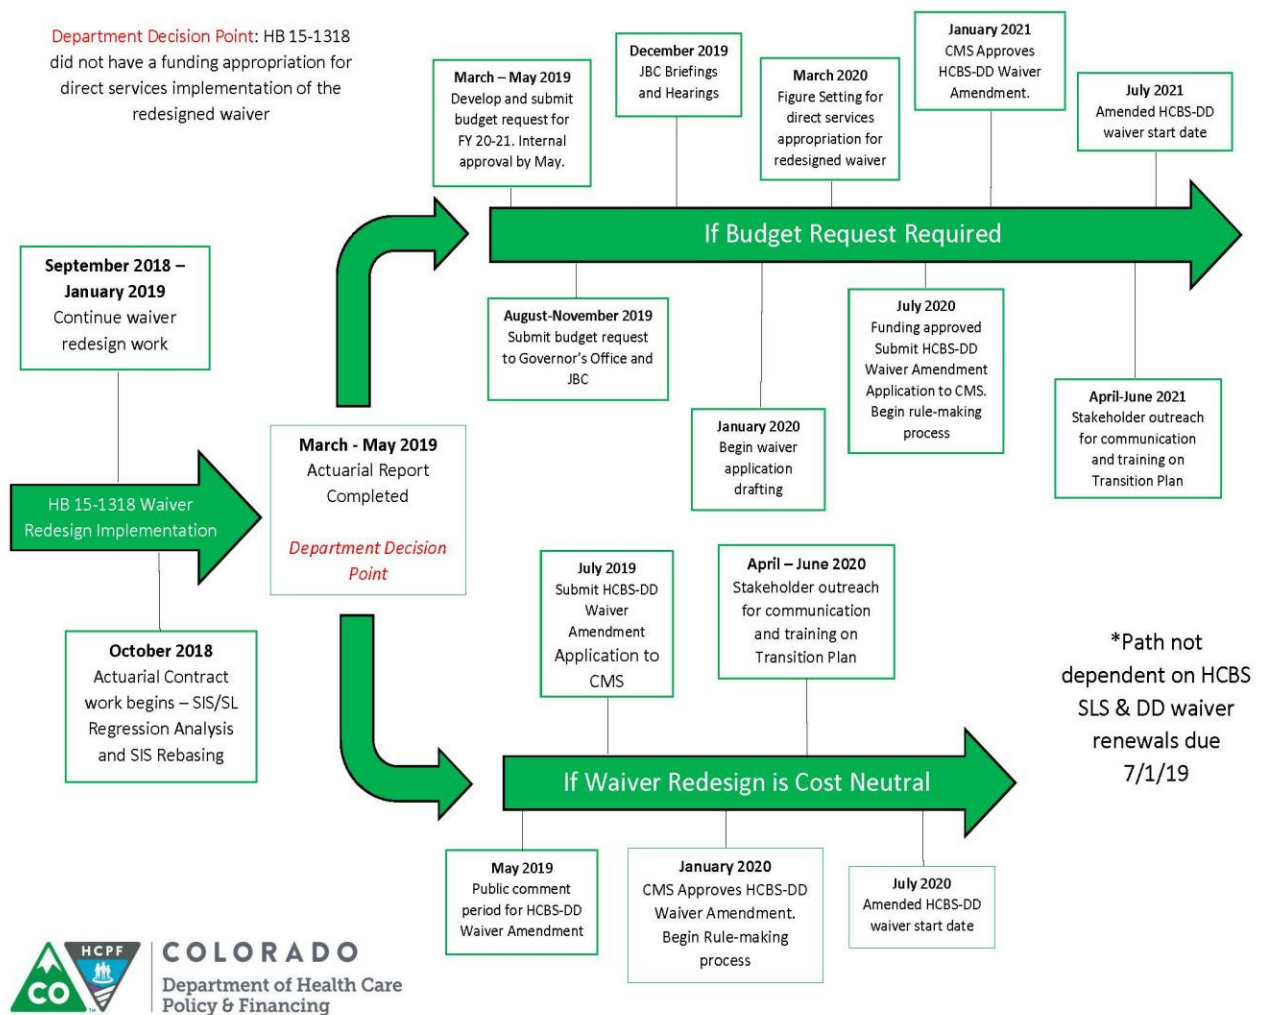 Department Decision Point: HB 15-1318
did not have a funding appropriation for
direct services implementation of the
redesigned waiver
March – May 2019
Develop and submit
budget request for
FY 20-21. Internal
approval by May.
December 2019
JBC Briefings
and Hearings
March 2020
Figure Setting for
direct services
appropriation for
redesigned waiver
January 2021
CMS Approves
HCBS-DD Waiver
Amendment.
July 2021
Amended HCBS-DD
waiver start date
If Budget Request Required
August-November 2019
Submit budget request
to Governor's Office and
JBC
January 2020
Begin waiver
application
drafting
July 2020
Funding approved
Submit HCBS-DD
Waiver Amendment
Application to CMS.
Begin rule-making
process
April-June 2021
Stakeholder outreach
for communication
and training on
Transition Plan
September 2018 –
January 2019
Continue waiver
redesign work
HB 15-1318 Waiver
Redesign Implementation
October 2018
Actuarial Contract
work begins – SIS/SL
Regression Analysis
and SIS Rebasing
March - May 2019
Actuarial Report
Completed
Department Decision
Point
July 2019
Submit HCBS-DD
Waiver
Amendment
Application to
CMS
April – June 2020
Stakeholder outreach
for communication
and training on
Transition Plan
If Waiver Redesign is Cost Neutral
May 2019
Public comment
period for HCBS-DD
Waiver Amendment
January 2020
CMS Approves HCBS-DD
Waiver Amendment.
Begin Rule-making
process
July 2020
Amended HCBS-DD
waiver start date
*Path not
dependent on HCBS
SLS & DD waiver
renewals due
7/1/19
CO
HCPF
TM
COLORADO
Department of Health Care
Policy & Financing